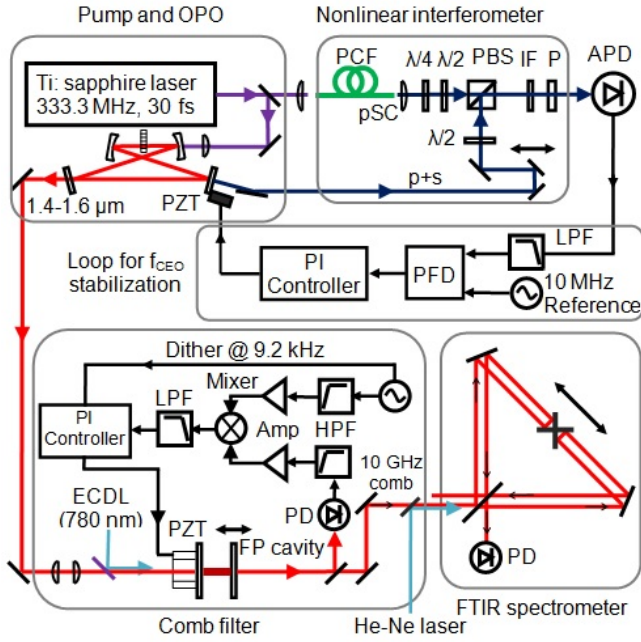 Pump and OPO
Nonlinear interferometer
Ti: sapphire laser
333.3 MHz, 30 fs
PCF
pSC
λ/4 λ/2 PBS IF P
APD
λ/2
1.4-1.6 µm
PZT
p+s
Loop for fCEO
stabilization
PI
Controller
PFD
LPF
10 MHz
Reference
Dither @ 9.2 kHz
Mixer
LPF
PI
Controller
Amp
HPF
10 GHz
comb
ECDL
(780 nm)
PZT
PD
FP cavity
Comb filter
He-Ne laser
PD
FTIR spectrometer